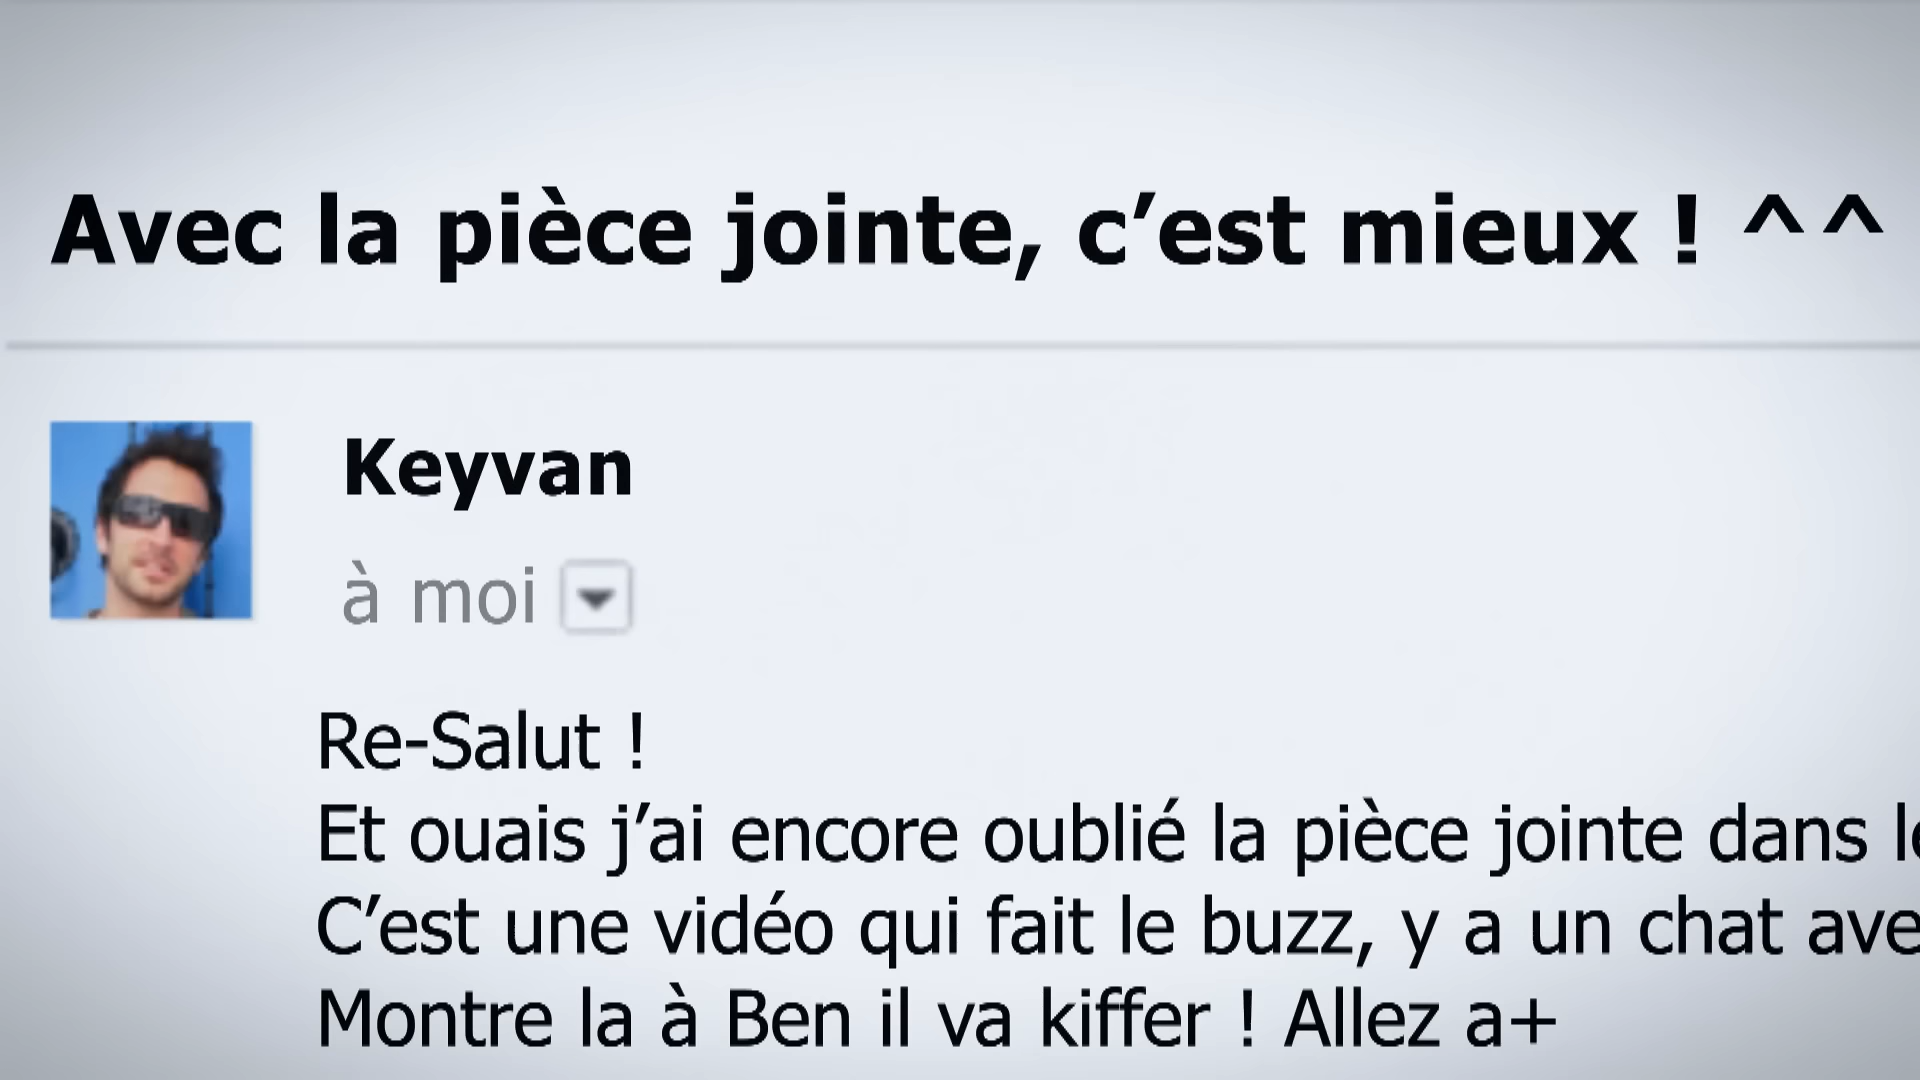 Avec la pièce jointe, c’est mieux ! ^^
Keyvan
à moi
Re-Salut !
Et ouais j’ai encore oublié la pièce jointe dans
C’est une vidéo qui fait le buzz, y a un chat
Montre la à Ben il va kiffer ! Allez a+